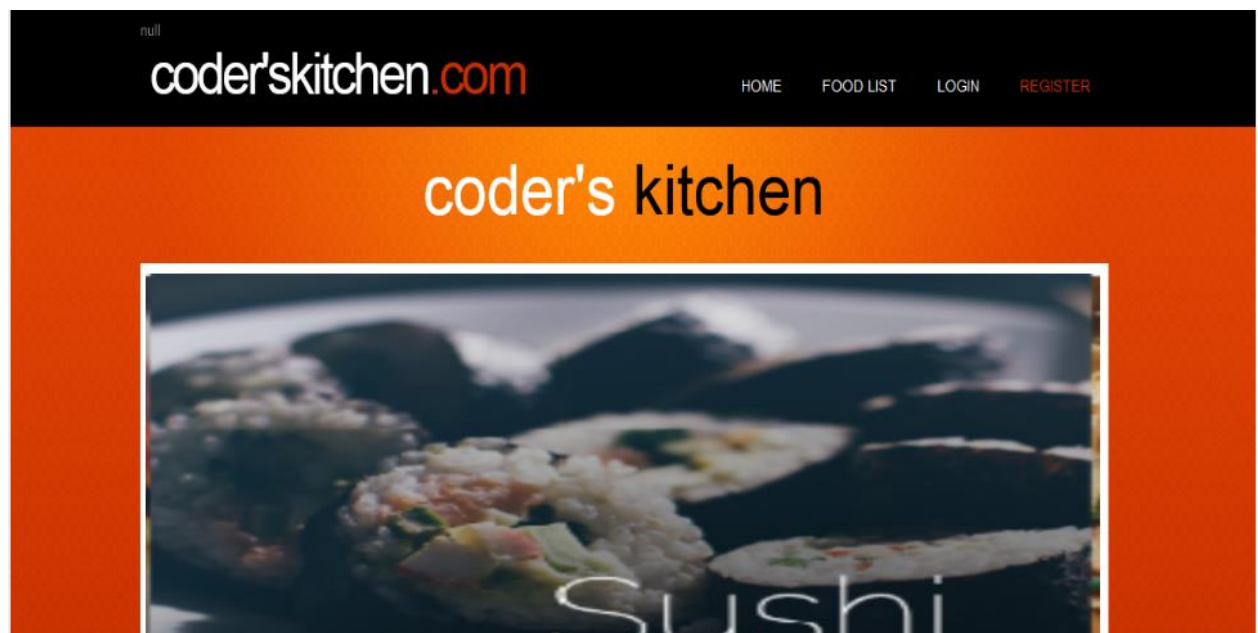 null
coder'skitchen.com
HOME FOOD LIST LOGIN REGISTER
coder's kitchen
Sushi